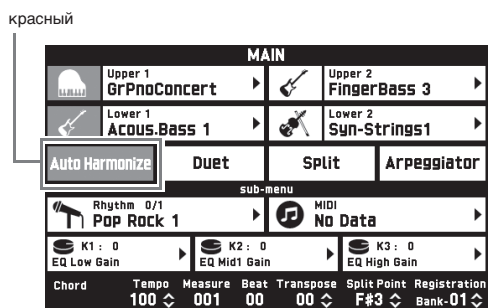 красный
MAIN
Upper 1
GrPnoConcert
Upper 2
FingerBass 3
Lower 1
Acous.Bass 1
Lower 2
Syn-Strings1
Auto Harmonize Duet Split Arpeggiator
sub-menu
Rhythm 0/1
Pop Rock 1
MIDI
No Data
K1 : 0
EQ Low Gain
K2 : 0
EQ Mid1 Gain
K3 : 0
EQ High Gain
Chord Tempo Measure Beat Transpose Split Point Registration
100 001 00 00 F#3 Bank-01